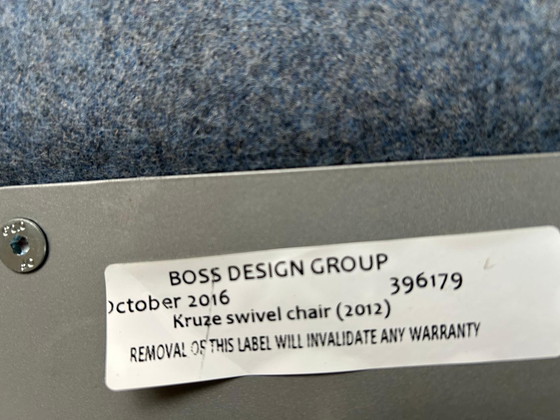 BOSS DESIGN GROUP
October 2016 396179
Kruze swivel chair (2012)
REMOVAL OF THIS LABEL WILL INVALIDATE ANY WARRANTY